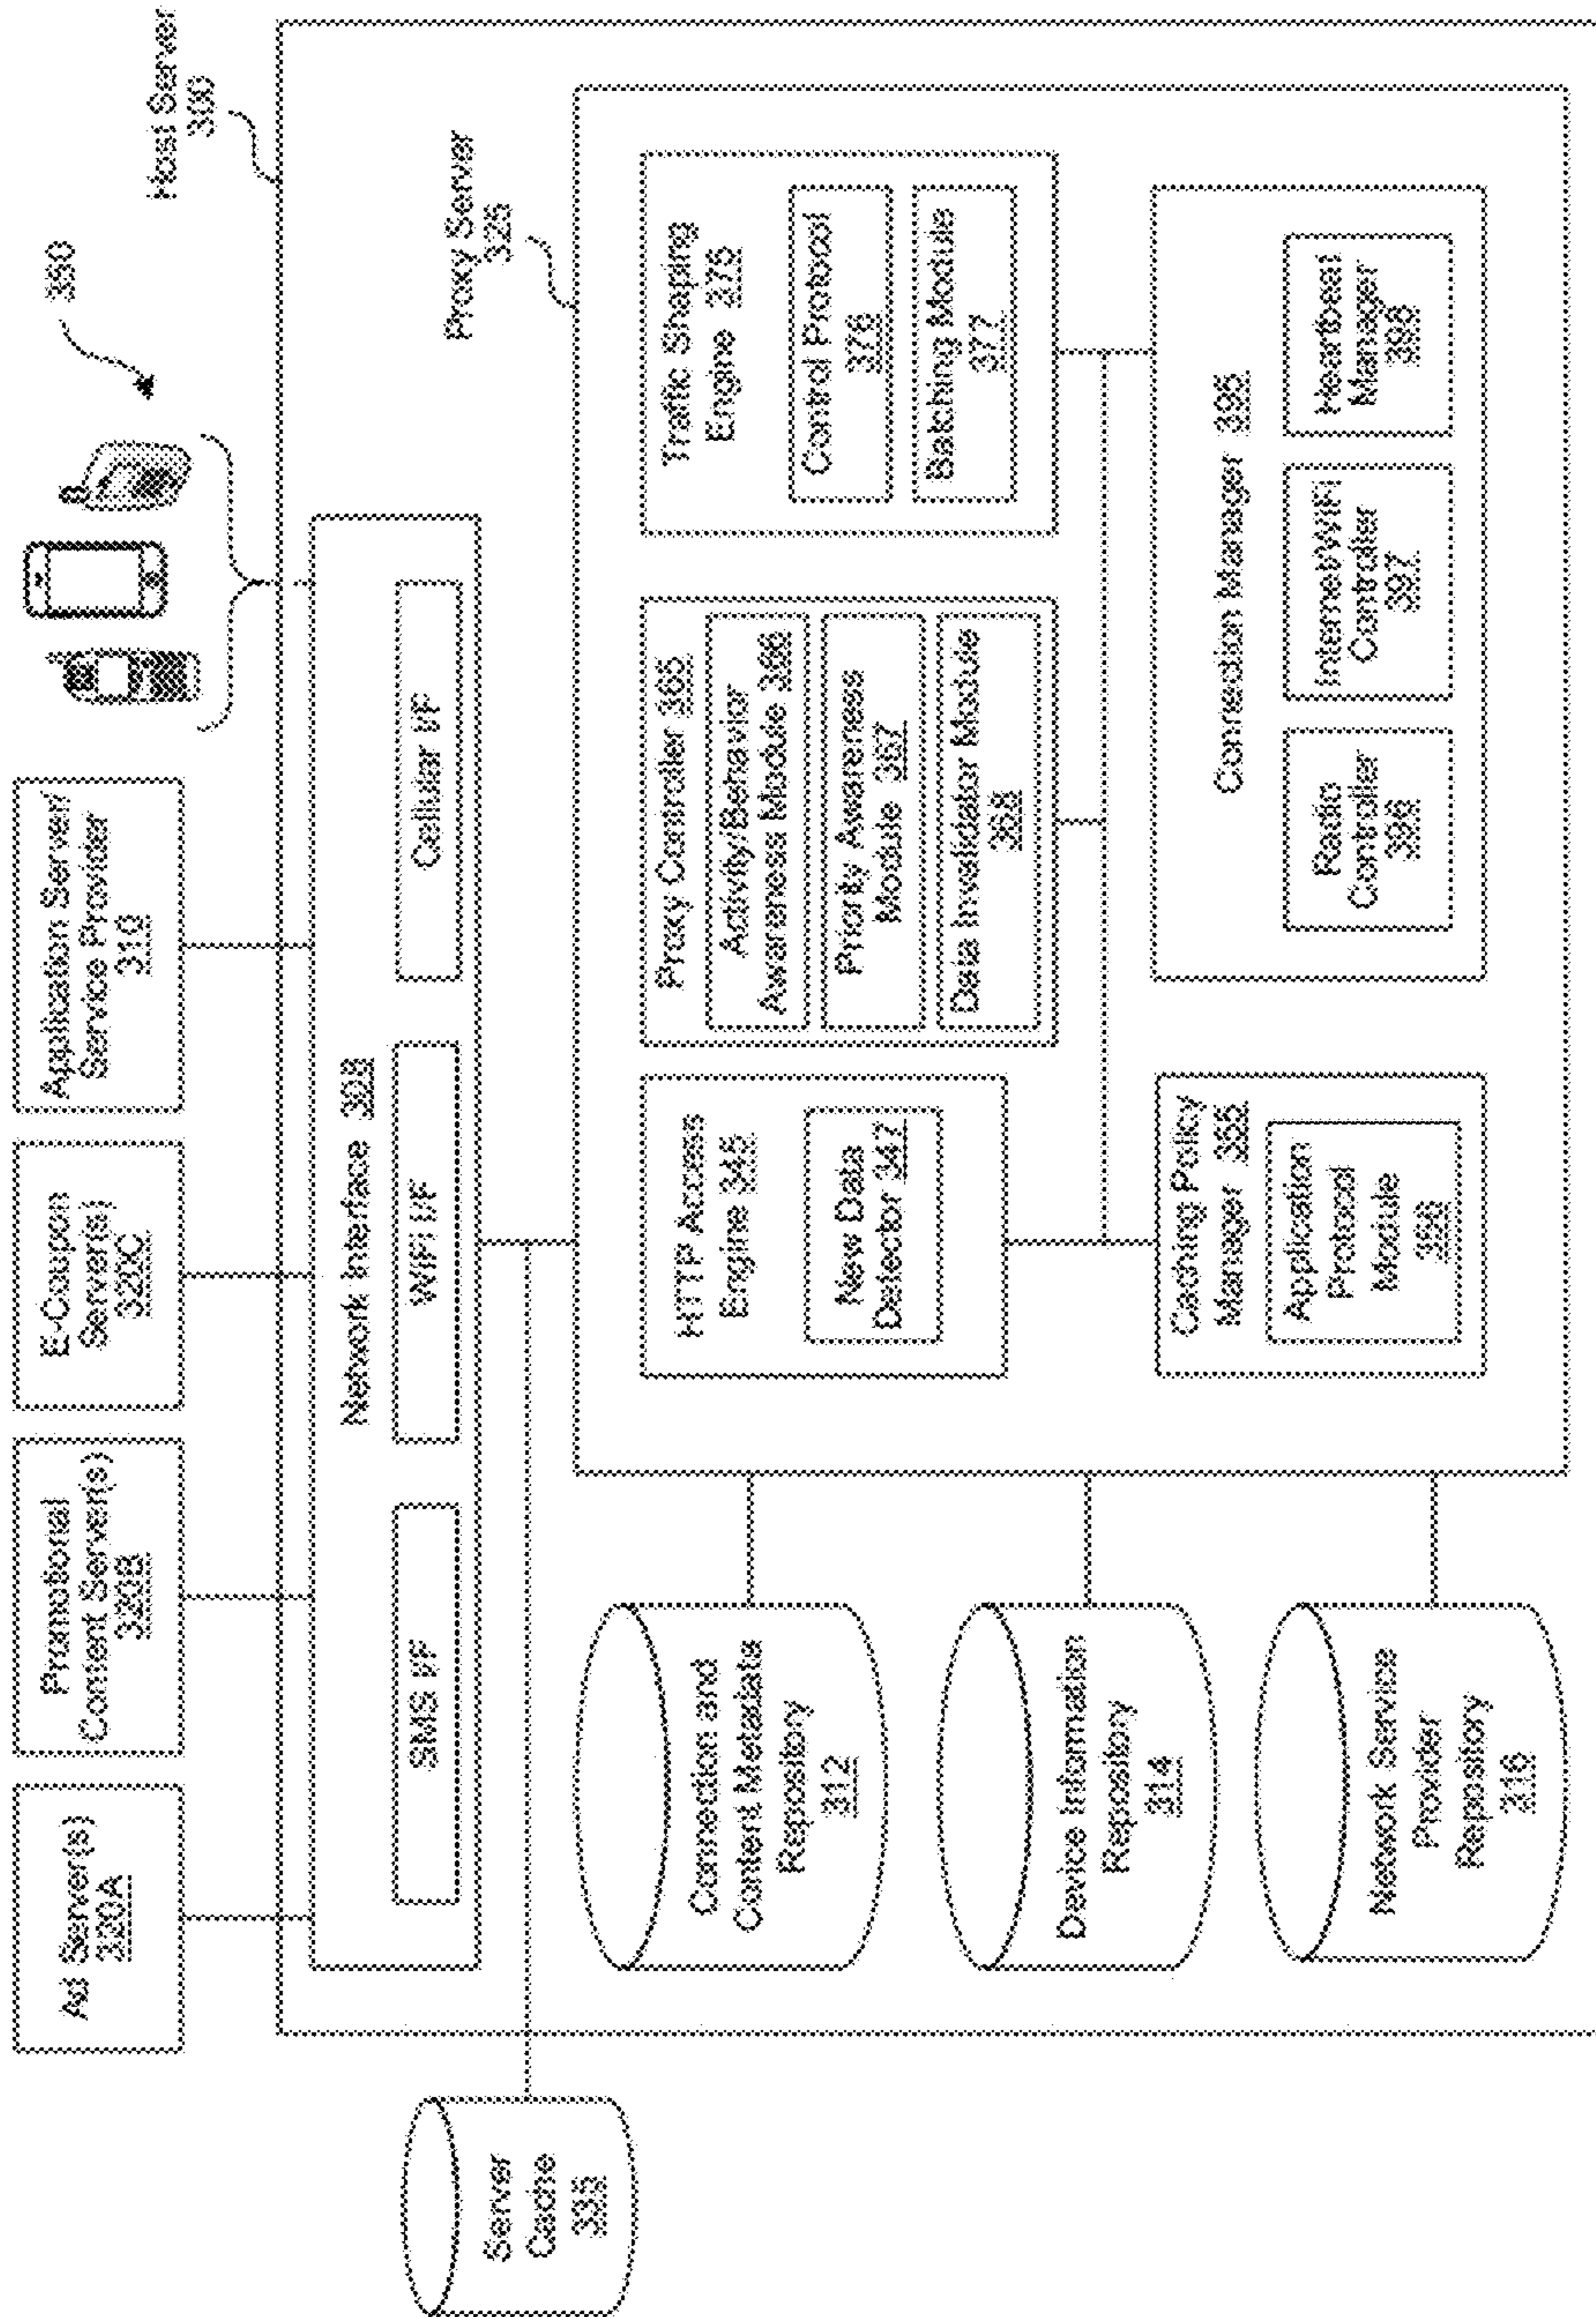 Ad Server(s)
320A
Promotional
Content Server(s)
320B
E-Coupon
Server(s)
320C
Application Server/
Service Provider
310
350
Host Server
300
Network Interface 308
SMS I/F
WiFi I/F
Cellular I/F
Server
Cache
335
Proxy Server
325
Connection and
Content Metadata
Repository
312
Device Information
Repository
314
Network Service
Provider
Repository
316
HTTP Access
Engine 345
New Data
Detector 347
Proxy Controller 365
Activity/Behavior
Awareness Module 366
Priority Awareness
Module 367
Data Invalidator Module
368
Traffic Shaping
Engine 375
Control Protocol
376
Batching Module
377
Caching Policy
Manager 355
Application
Protocol
Module
356
Connection Manager 395
Radio
Controller
396
Internet/WiFi
Controller
397
Heartbeat
Manager
398